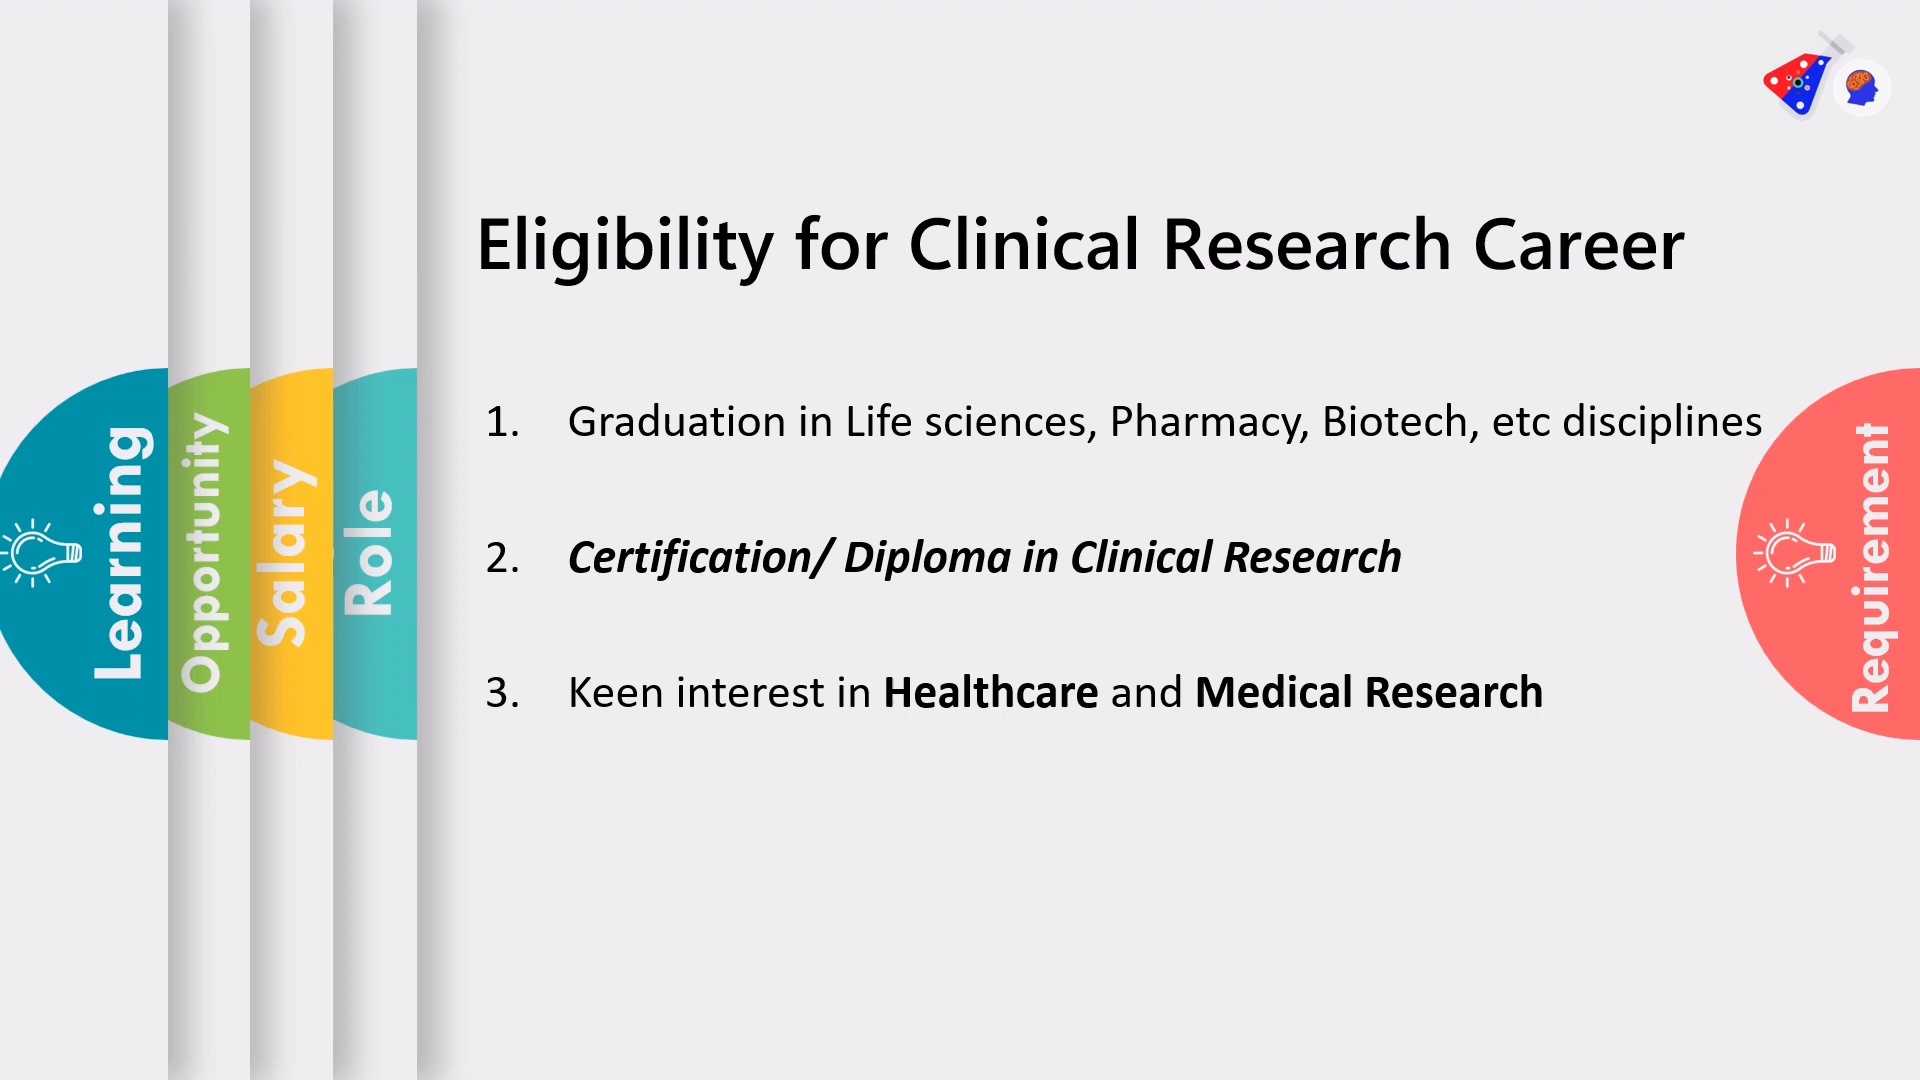 Eligibility for Clinical Research Career
1. Graduation in Life sciences, Pharmacy, Biotech, etc disciplines
2. Certification/ Diploma in Clinical Research
3. Keen interest in Healthcare and Medical Research
Learning
Opportunity
Salary
Role
Requirement